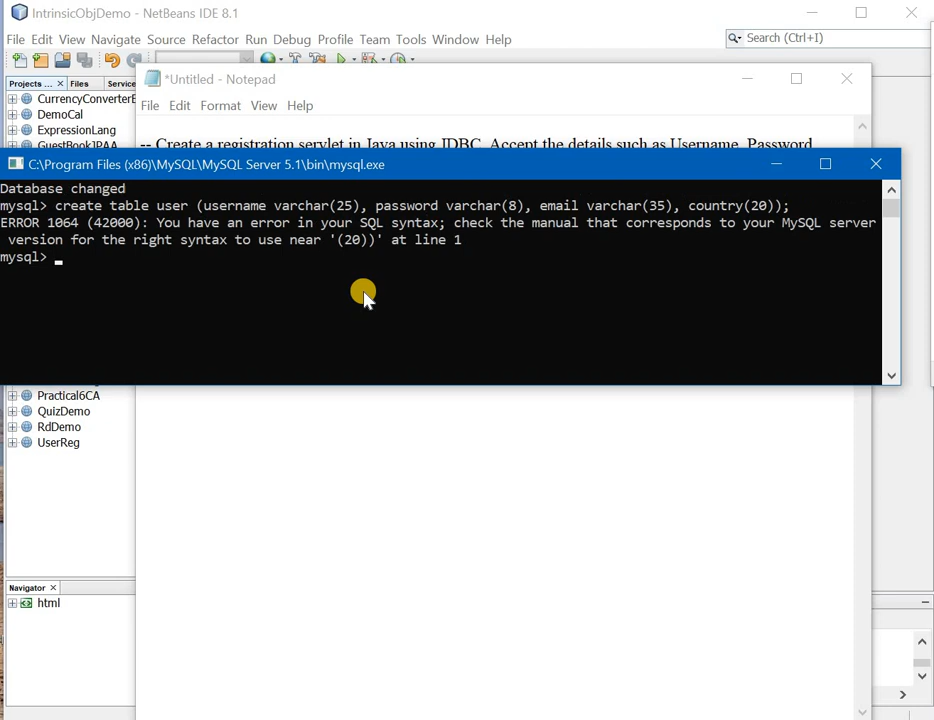 IntrinsicObjDemo - NetBeans IDE 8.1
File Edit View Navigate Source Refactor Run Debug Profile Team Tools Window Help
Search (Ctrl+I)
Projects ... Files Service
CurrencyConverterE
DemoCal
ExpressionLang
GuestBookJPAA
*Untitled - Notepad
File Edit Format View Help
-- Create a registration servlet in Java using JDBC. Accept the details such as Username, Password,
C:\Program Files (x86)\MySQL\MySQL Server 5.1\bin\mysql.exe
Database changed
mysql> create table user (username varchar(25), password varchar(8), email varchar(35), country(20));
ERROR 1064 (42000): You have an error in your SQL syntax; check the manual that corresponds to your MySQL server
version for the right syntax to use near '(20))' at line 1
mysql>
Practical6CA
QuizDemo
RdDemo
UserReg
Navigator
html